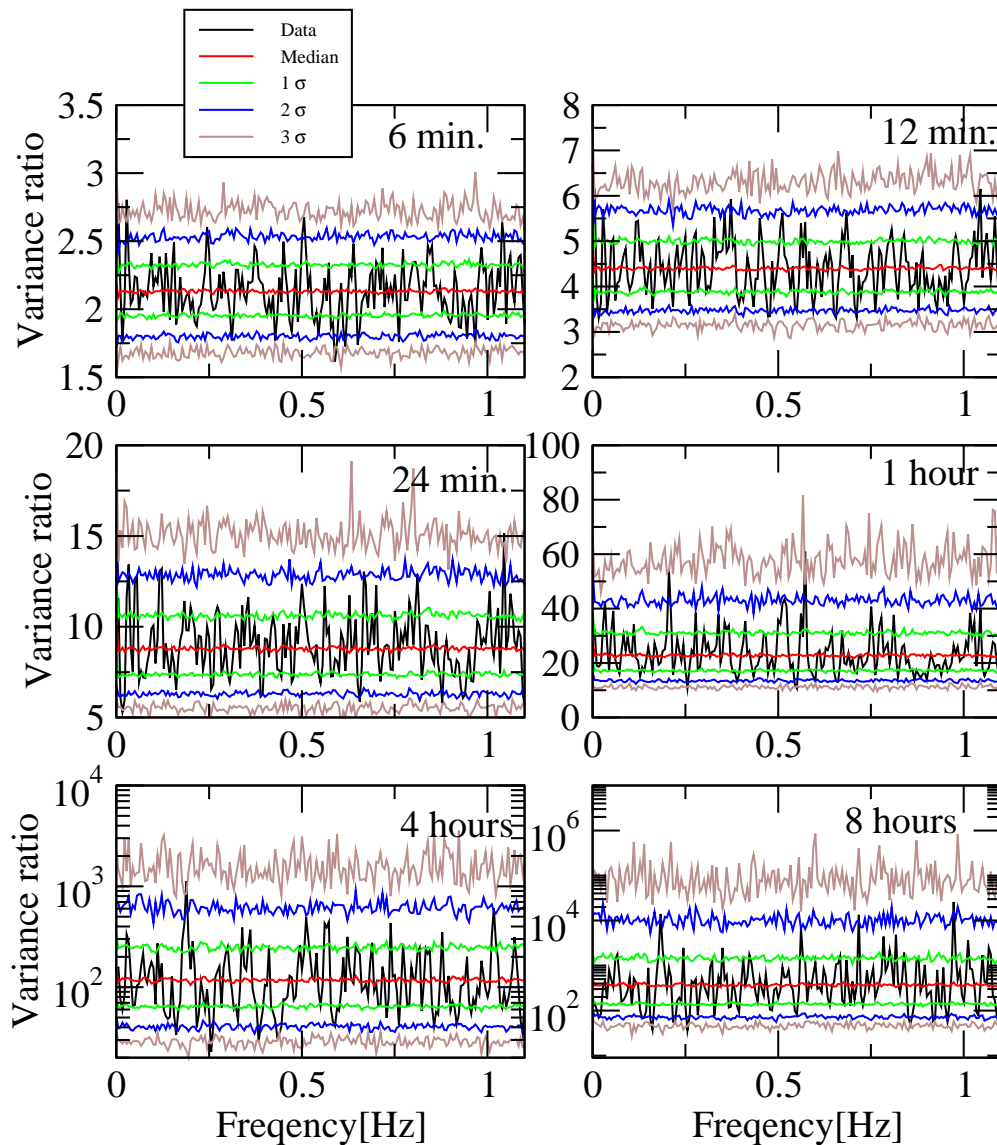 Data
Median
1 σ
2 σ
3 σ
3.5
3
2.5
2
1.5
Variance ratio
6 min.
0 0.5 1
8
7
6
5
4
3
2
12 min.
0 0.5 1
20
15
10
5
Variance ratio
24 min.
0 0.5 1
100
80
60
40
20
0
1 hour
0 0.5 1
10^4
10^3
10^2
Variance ratio
4 hours
0 0.5 1
Freqency[Hz]
10^6
10^4
10^2
8 hours
0 0.5 1
Freqency[Hz]